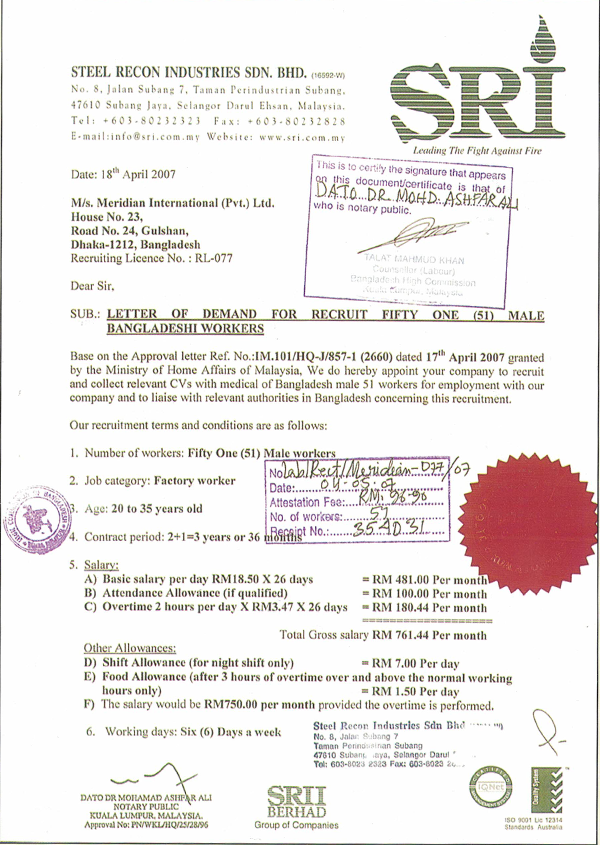 STEEL RECON INDUSTRIES SDN. BHD. (16992-W)
No. 8, Jalan Subang 7, Taman Perindustrian Subang,
47610 Subang Jaya, Selangor Darul Ehsan, Malaysia.
Tel: +603-80232323 Fax: +603-80232828
E-mail:info@sri.com.my Website: www.sri.com.my
SRI
Leading The Fight Against Fire
Date: 18th April 2007
This is to certify the signature that appears
on this document/certificate is that of
DATO DR MOHD. ASHFAR ALI
who is notary public.
TALAT MAHMUD KHAN
Counsellor (Labour)
Bangladesh High Commission
Kuala Lumpur, Malaysia
M/s. Meridian International (Pvt.) Ltd.
House No. 23,
Road No. 24, Gulshan,
Dhaka-1212, Bangladesh
Recruiting Licence No. : RL-077
Dear Sir,
SUB.: LETTER OF DEMAND FOR RECRUIT FIFTY ONE (51) MALE
BANGLADESHI WORKERS
Base on the Approval letter Ref. No.:IM.101/HQ-J/857-1 (2660) dated 17th April 2007 granted
by the Ministry of Home Affairs of Malaysia, We do hereby appoint your company to recruit
and collect relevant CVs with medical of Bangladesh male 51 workers for employment with our
company and to liaise with relevant authorities in Bangladesh concerning this recruitment.
Our recruitment terms and conditions are as follows:
1. Number of workers: Fifty One (51) Male workers
2. Job category: Factory worker
3. Age: 20 to 35 years old
4. Contract period: 2+1=3 years or 36 months
No Lab/Rect/Meridian-077/07
Date: 04-05-07
Attestation Fee: RM.
No. of workers: 51
Receipt No.:
5. Salary:
A) Basic salary per day RM18.50 X 26 days = RM 481.00 Per month
B) Attendance Allowance (if qualified) = RM 100.00 Per month
C) Overtime 2 hours per day X RM3.47 X 26 days = RM 180.44 Per month
Total Gross salary RM 761.44 Per month
Other Allowances:
D) Shift Allowance (for night shift only) = RM 7.00 Per day
E) Food Allowance (after 3 hours of overtime over and above the normal working
hours only) = RM 1.50 Per day
F) The salary would be RM750.00 per month provided the overtime is performed.
6. Working days: Six (6) Days a week
Steel Recon Industries Sdn Bhd
No. 8, Jalan Subang 7
Taman Perindustrian Subang
47610 Subang Jaya, Selangor Darul
Tel: 603-8023 2323 Fax: 603-8023
DATO DR MOHAMAD ASHFAR ALI
NOTARY PUBLIC
KUALA LUMPUR, MALAYSIA.
Approval No: PN/WKL/HQ/25/28/96
SRII
BERHAD
Group of Companies
IQNet
Quality System
ISO 9001 Lic 12314
Standards Australia